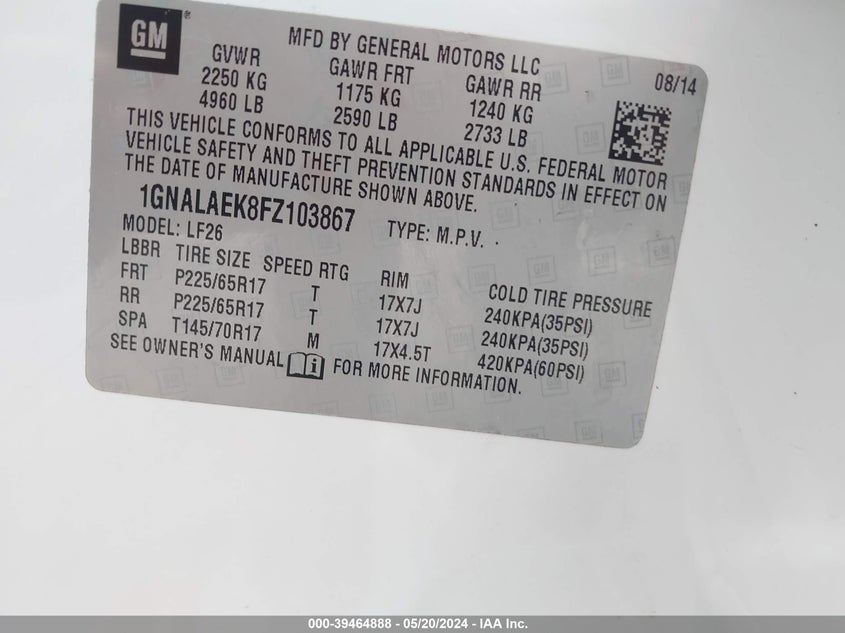 GM ®
MFD BY GENERAL MOTORS LLC
08/14
GVWR GAWR FRT GAWR RR
2250 KG 1175 KG 1240 KG
4960 LB 2590 LB 2733 LB
THIS VEHICLE CONFORMS TO ALL APPLICABLE U.S. FEDERAL MOTOR
VEHICLE SAFETY AND THEFT PREVENTION STANDARDS IN EFFECT ON
THE DATE OF MANUFACTURE SHOWN ABOVE.
1GNALAEK8FZ103867 TYPE: M.P.V.
MODEL: LF26
LBBR TIRE SIZE SPEED RTG RIM COLD TIRE PRESSURE
FRT P225/65R17 T 17X7J 240KPA(35PSI)
RR P225/65R17 T 17X7J 240KPA(35PSI)
SPA T145/70R17 M 17X4.5T 420KPA(60PSI)
SEE OWNER'S MANUAL FOR MORE INFORMATION.
000-39464888 - 05/20/2024 - IAA Inc.